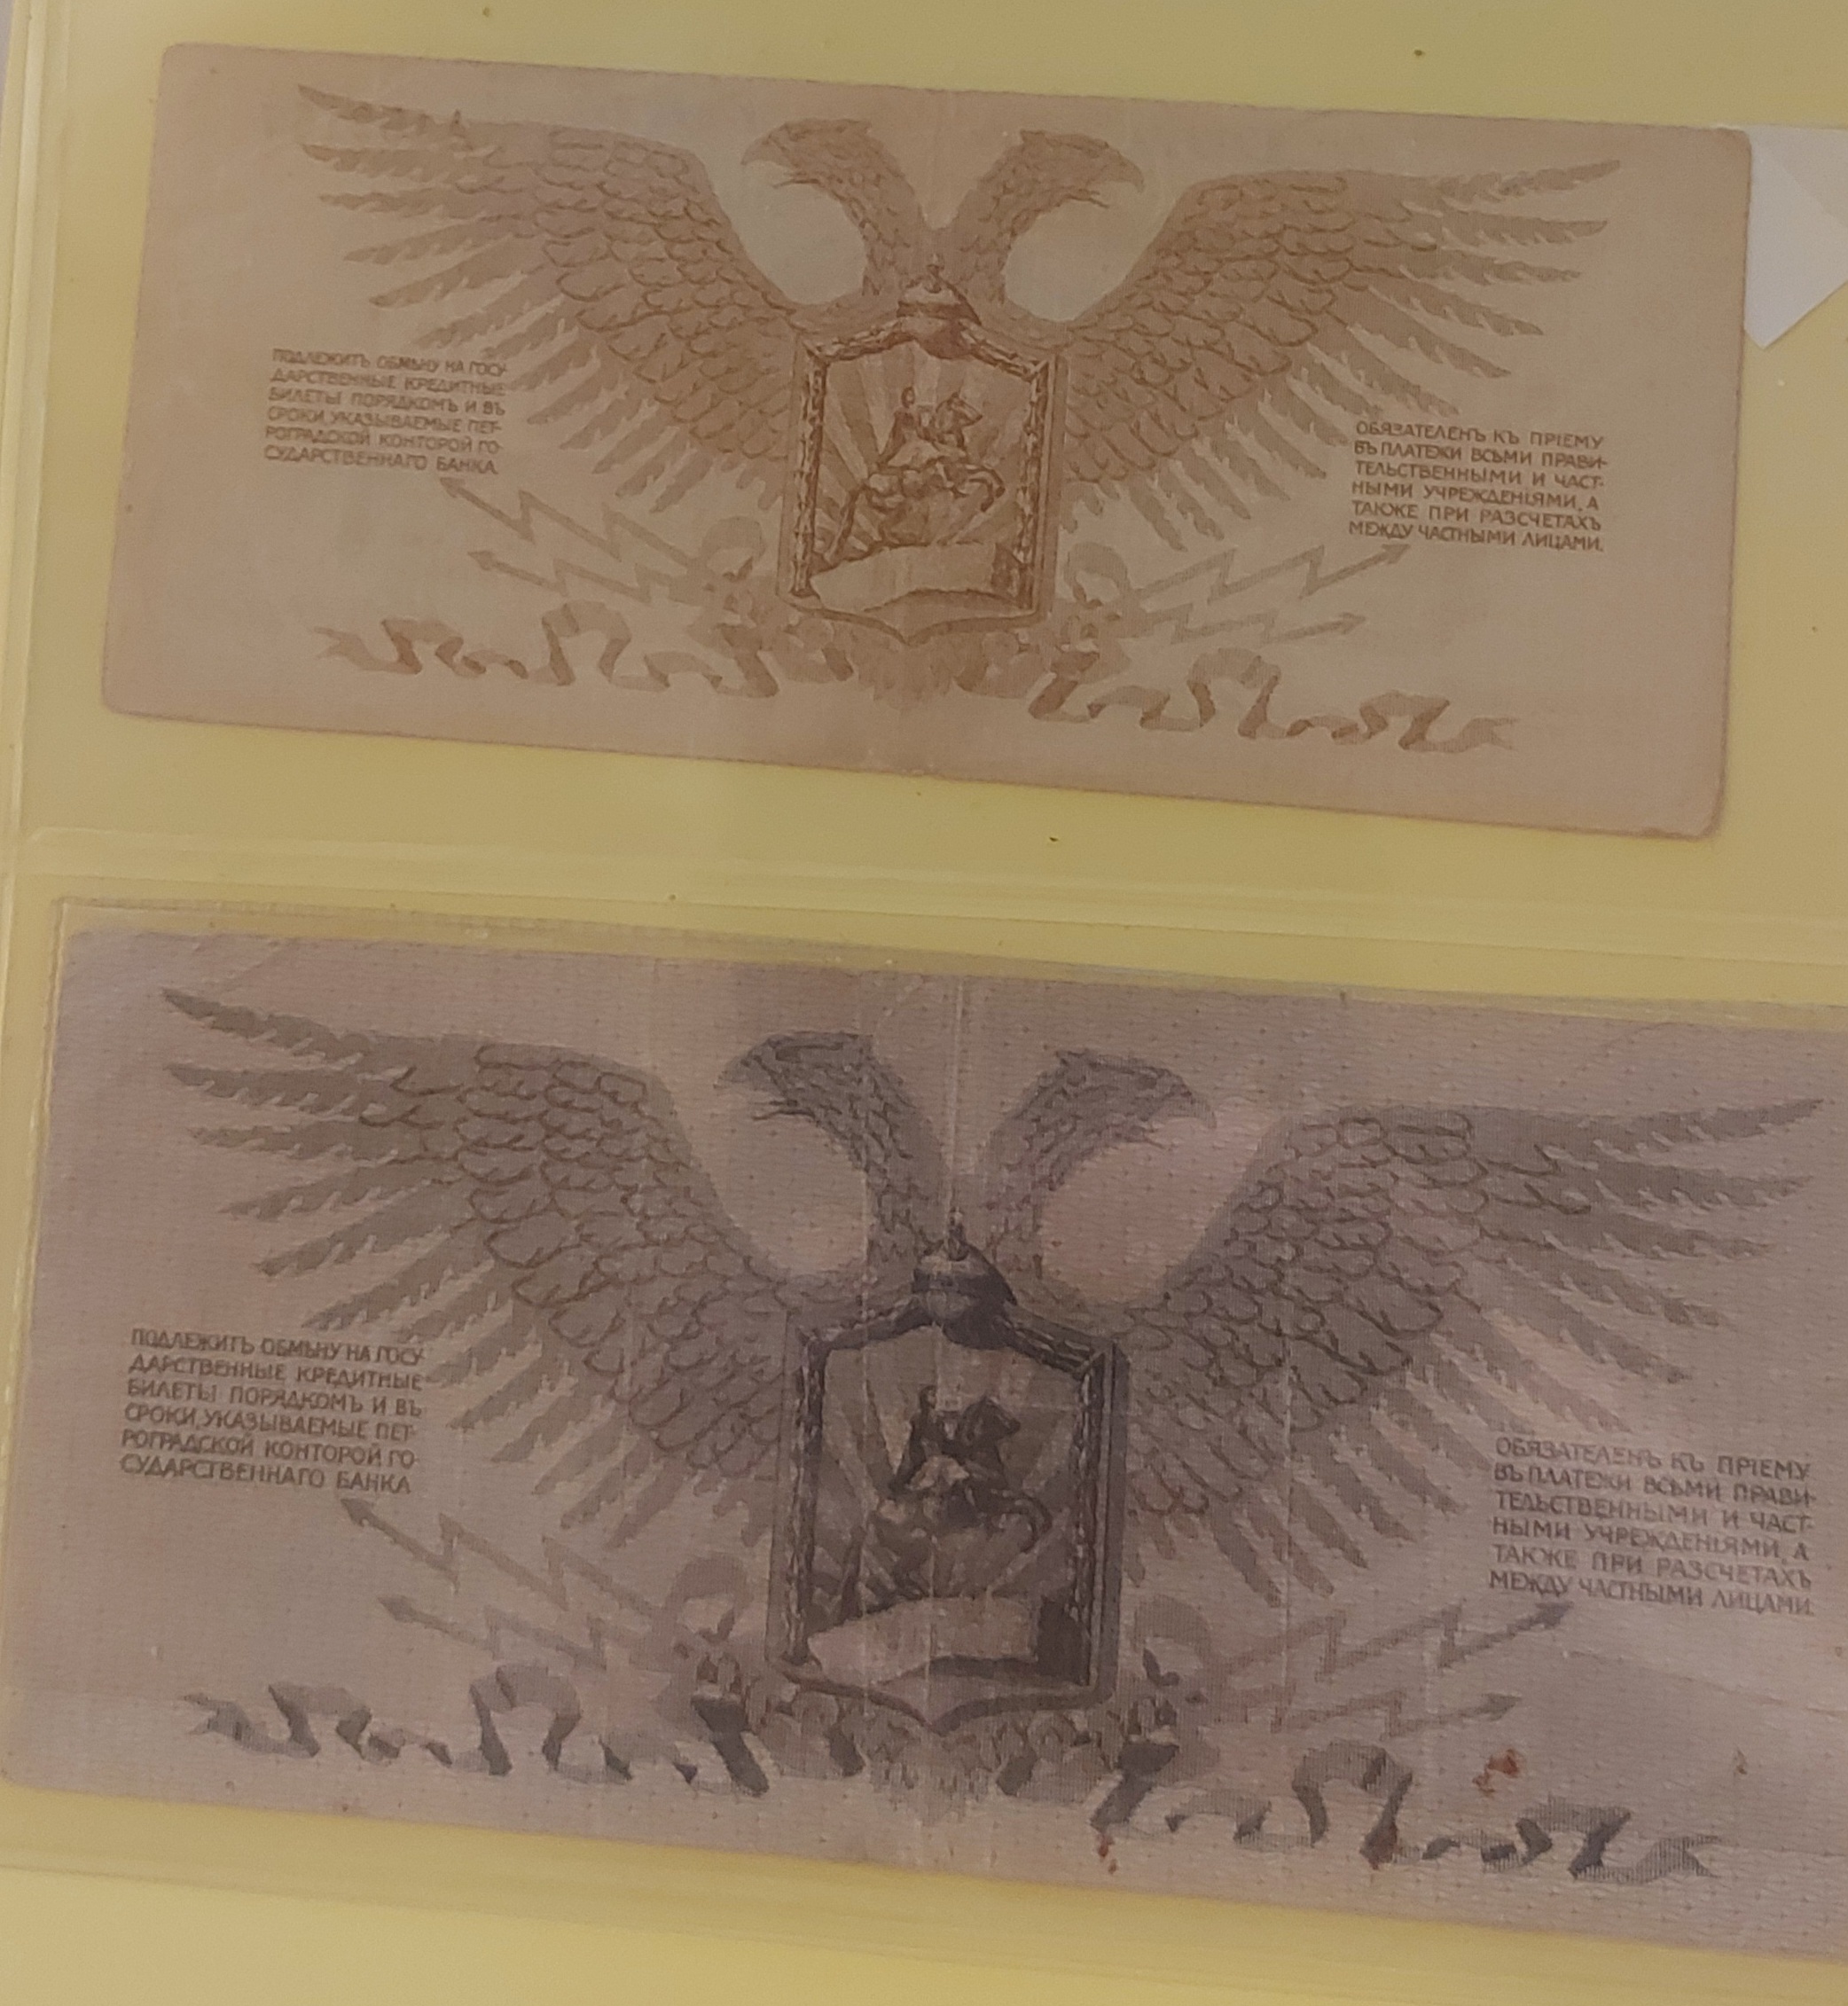 ПОДЛЕЖИТЪ ОБМѢНУ НА ГОСУ-
ДАРСТВЕННЫЕ КРЕДИТНЫЕ
БИЛЕТЫ ПОРЯДКОМЪ И ВЪ
СРОКИ, УКАЗЫВАЕМЫЕ ПЕТ-
РОГРАДСКОЙ КОНТОРОЙ ГО-
СУДАРСТВЕННАГО БАНКА
ОБЯЗАТЕЛЕНЪ КЪ ПРІЕМУ
ВЪ ПЛАТЕЖИ ВСѢМИ ПРАВИ-
ТЕЛЬСТВЕННЫМИ И ЧАСТ-
НЫМИ УЧРЕЖДЕНІЯМИ, А
ТАКЖЕ ПРИ РАЗСЧЕТАХЪ
МЕЖДУ ЧАСТНЫМИ ЛИЦАМИ.
ПОДЛЕЖИТЪ ОБМѢНУ НА ГОСУ-
ДАРСТВЕННЫЕ КРЕДИТНЫЕ
БИЛЕТЫ ПОРЯДКОМЪ И ВЪ
СРОКИ, УКАЗЫВАЕМЫЕ ПЕТ-
РОГРАДСКОЙ КОНТОРОЙ ГО-
СУДАРСТВЕННАГО БАНКА
ОБЯЗАТЕЛЕНЪ КЪ ПРІЕМУ
ВЪ ПЛАТЕЖИ ВСѢМИ ПРАВИ-
ТЕЛЬСТВЕННЫМИ И ЧАСТ-
НЫМИ УЧРЕЖДЕНІЯМИ, А
ТАКЖЕ ПРИ РАЗСЧЕТАХЪ
МЕЖДУ ЧАСТНЫМИ ЛИЦАМИ.